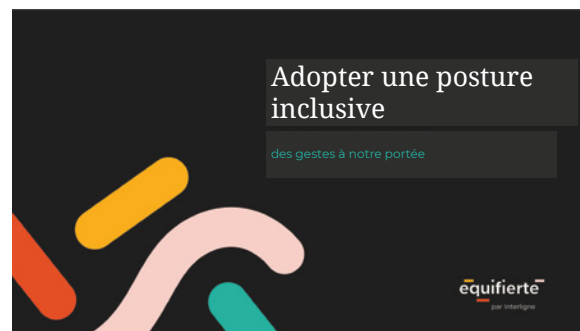 Adopter une posture
inclusive
des gestes à notre portée
equifierte
par Interligne